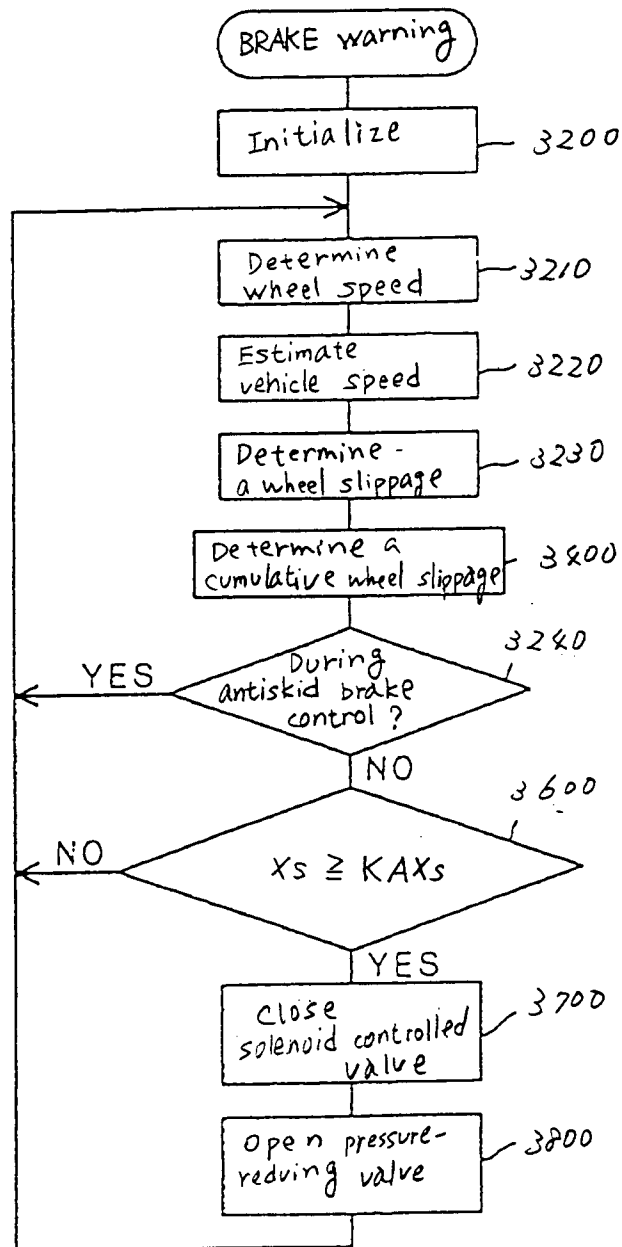 BRAKE warning
Initialize
3200
Determine
wheel speed
3210
Estimate
vehicle speed
3220
Determine -
a wheel slippage
3230
Determine a
cumulative wheel slippage
3400
During
antiskid brake
control ?
3240
YES
NO
3600
Xs ≧ KAXs
NO
YES
Close
solenoid controlled
valve
3700
Open pressure-
reduving valve
3800